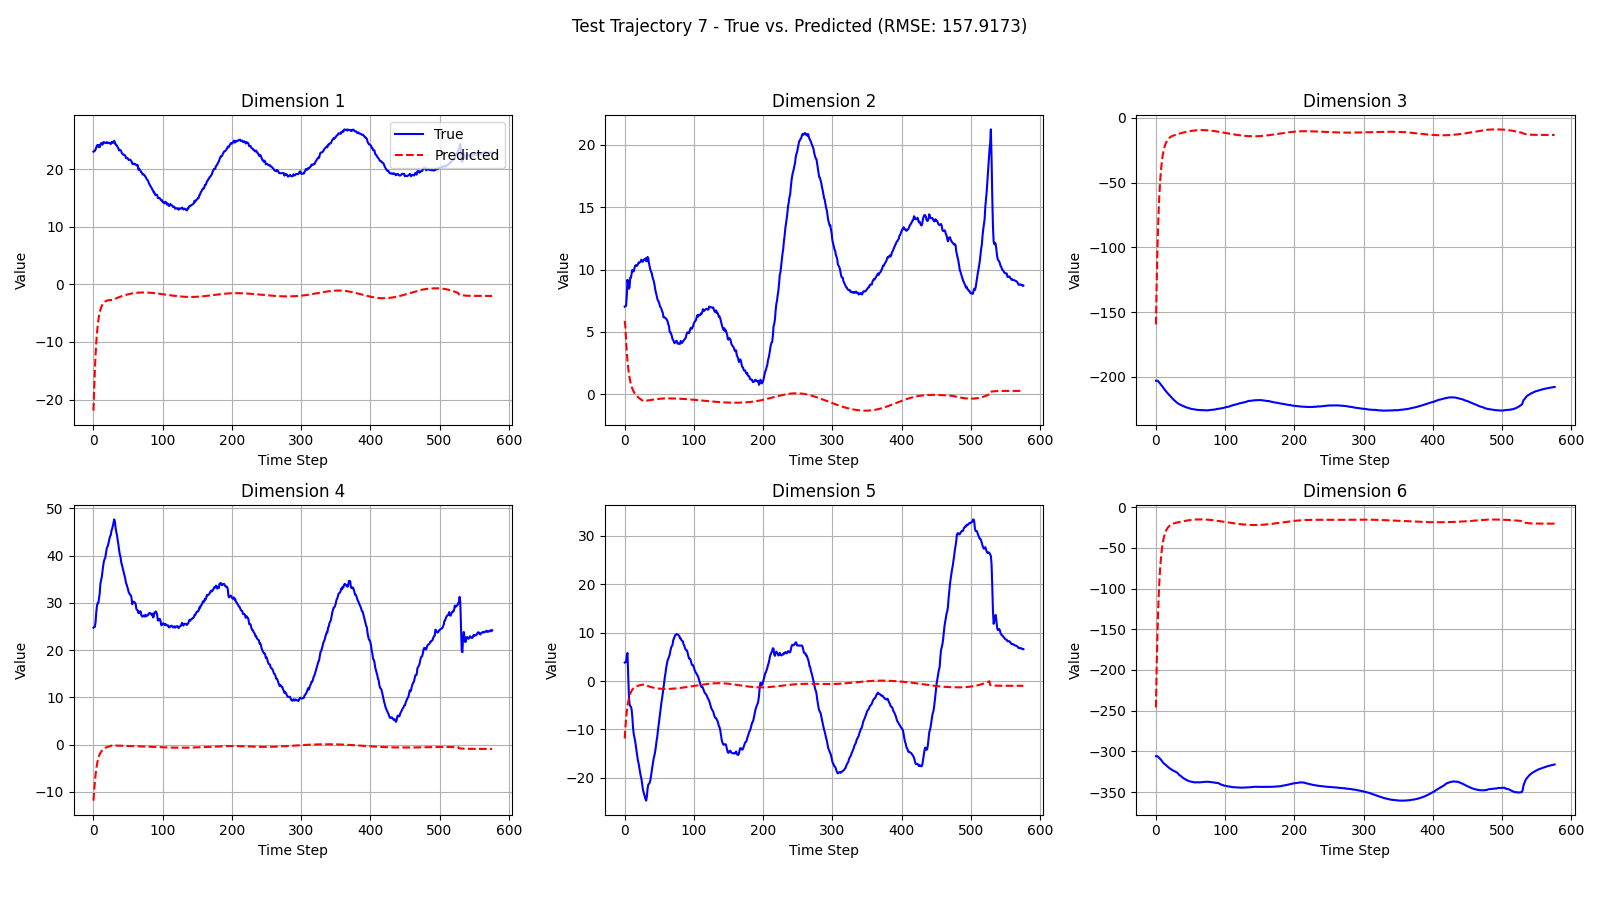 Test Trajectory 7 - True vs. Predicted (RMSE: 157.9173)
Dimension 1
True
Predicted
20
10
0
−10
−20
Value
0 100 200 300 400 500 600
Time Step
Dimension 2
20
15
10
5
0
Value
0 100 200 300 400 500 600
Time Step
Dimension 3
0
−50
−100
−150
−200
Value
0 100 200 300 400 500 600
Time Step
Dimension 4
50
40
30
20
10
0
−10
Value
0 100 200 300 400 500 600
Time Step
Dimension 5
30
20
10
0
−10
−20
Value
0 100 200 300 400 500 600
Time Step
Dimension 6
0
−50
−100
−150
−200
−250
−300
−350
Value
0 100 200 300 400 500 600
Time Step